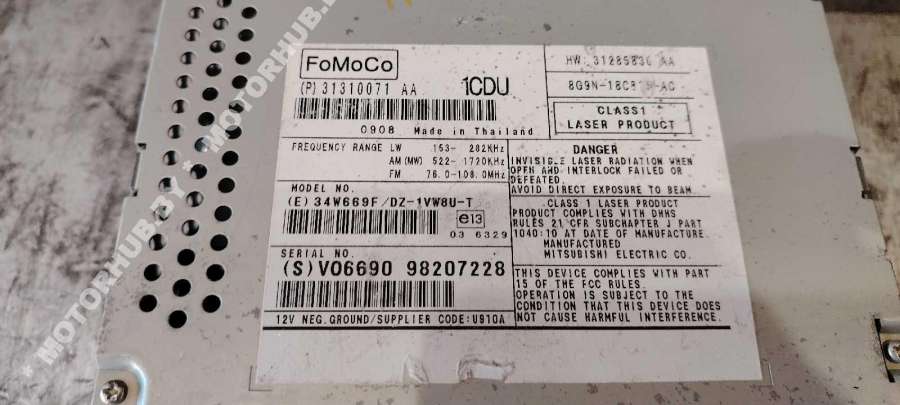 FoMoCo
(P) 31310071 AA 1CDU
0908 Made in Thailand
FREQUENCY RANGE LW 153- 282KHz
AM(MW) 522- 1720KHz
FM 76.0-108.0MHz
MODEL NO.
(E) 34W669F/DZ-1VW8U-T
e13
03 6329
SERIAL NO.
(S)V06690 98207228
12V NEG.GROUND/SUPPLIER CODE:U910A
HW: 31285836 AA
CLASS1
LASER PRODUCT
DANGER
INVISIBLE LASER RADIATION WHEN
OPEN AND INTERLOCK FAILED OR
DEFEATED.
AVOID DIRECT EXPOSURE TO BEAM
CLASS 1 LASER PRODUCT
PRODUCT COMPLIES WITH DHHS
RULES 21 CFR SUBCHAPTER J PART
1040:10 AT DATE OF MANUFACTURE.
MANUFACTURED
MITSUBISHI ELECTRIC CO.
THIS DEVICE COMPLIES WITH PART
15 OF THE FCC RULES.
OPERATION IS SUBJECT TO THE
CONDITION THAT THIS DEVICE DOES
NOT CAUSE HARMFUL INTERFERENCE.
MOTORHUB.BY * MOTORHUB.BY